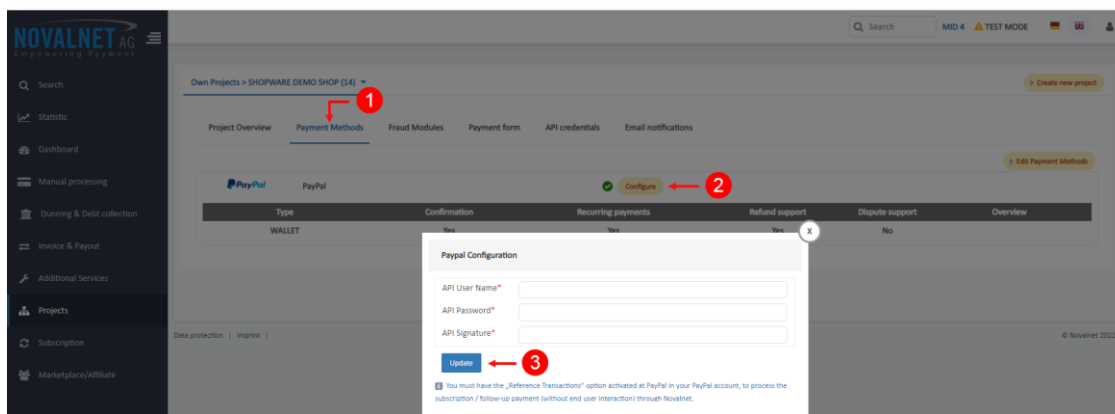 NOVALNET AG
Empowering Payment
Search
MID 4 TEST MODE
Search
Statistic
Dashboard
Manual processing
Dunning & Debt collection
Invoice & Payout
Additional Services
Projects
Subscription
Marketplace/Affiliate
Own Projects > SHOPWARE DEMO SHOP (14)
> Create new project
1
Project Overview Payment Methods Fraud Modules Payment form API credentials Email notifications
> Edit Payment Methods
PayPal PayPal Configure 2
Type Confirmation Recurring payments Refund support Dispute support Overview
WALLET Yes Yes Yes No
X
Paypal Configuration
API User Name*
API Password*
API Signature*
Update 3
You must have the „Reference Transactions" option activated at PayPal in your PayPal account, to process the
subscription / follow-up payment (without end user interaction) through Novalnet.
Data protection | Imprint |
© Novalnet 2022